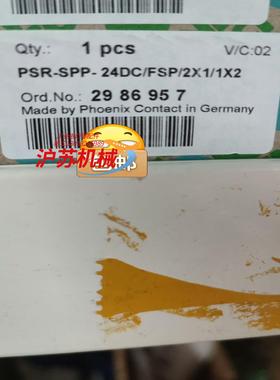 Qty.: 1 pcs V/C:02
PSR-SPP- 24DC/FSP/2X1/1X2
Ord.No.: 29 86 95 7
Made by Phoenix Contact in Germany
沪苏机械